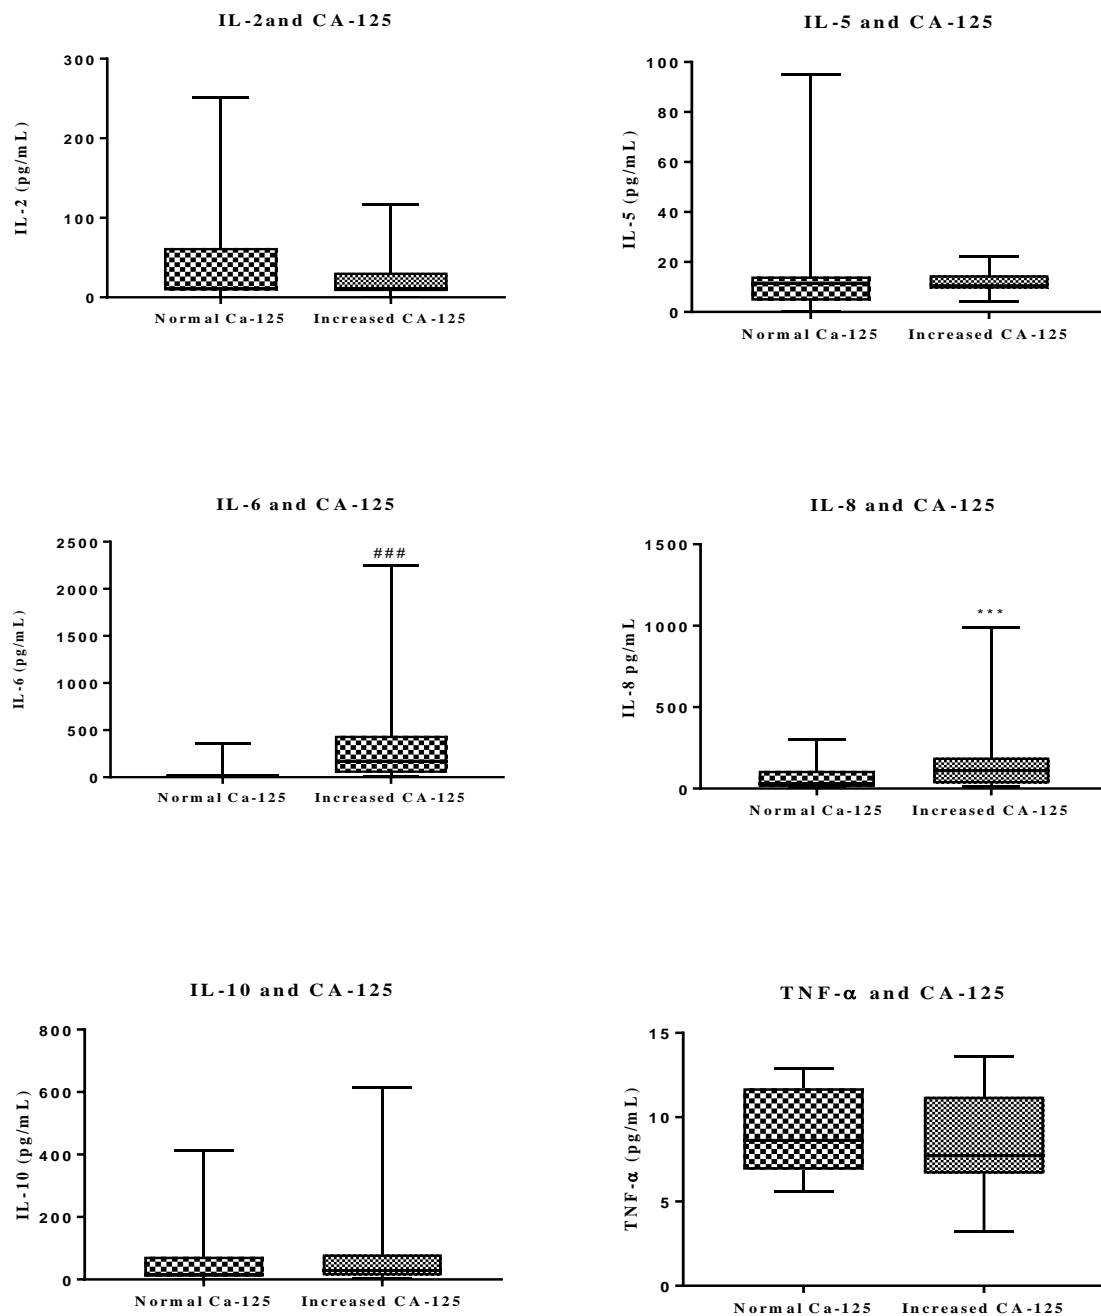 IL-2and CA-125
300
200
100
0
IL-2 (pg/mL)
Normal Ca-125 Increased CA-125
IL-5 and CA-125
100
80
60
40
20
0
IL-5 (pg/mL)
Normal Ca-125 Increased CA-125
IL-6 and CA-125
2500
2000
1500
1000
500
0
IL-6 (pg/mL)
###
Normal Ca-125 Increased CA-125
IL-8 and CA-125
1500
1000
500
0
IL-8 pg/mL
***
Normal Ca-125 Increased CA-125
IL-10 and CA-125
800
600
400
200
0
IL-10 (pg/mL)
Normal Ca-125 Increased CA-125
TNF-α and CA-125
15
10
5
0
TNF-α (pg/mL)
Normal Ca-125 Increased CA-125